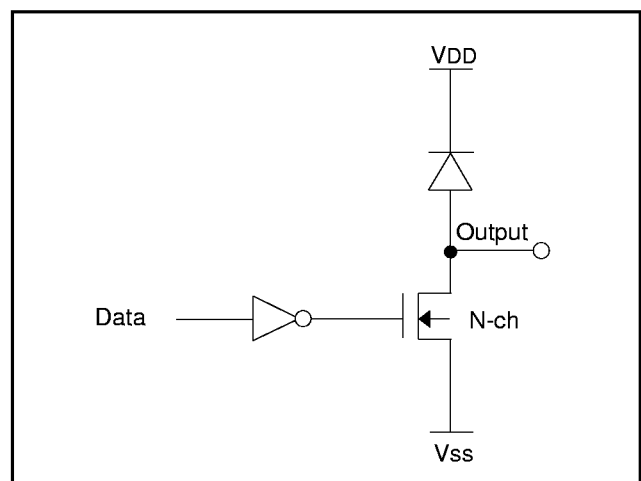 VDD
Output
Data
N-ch
Vss